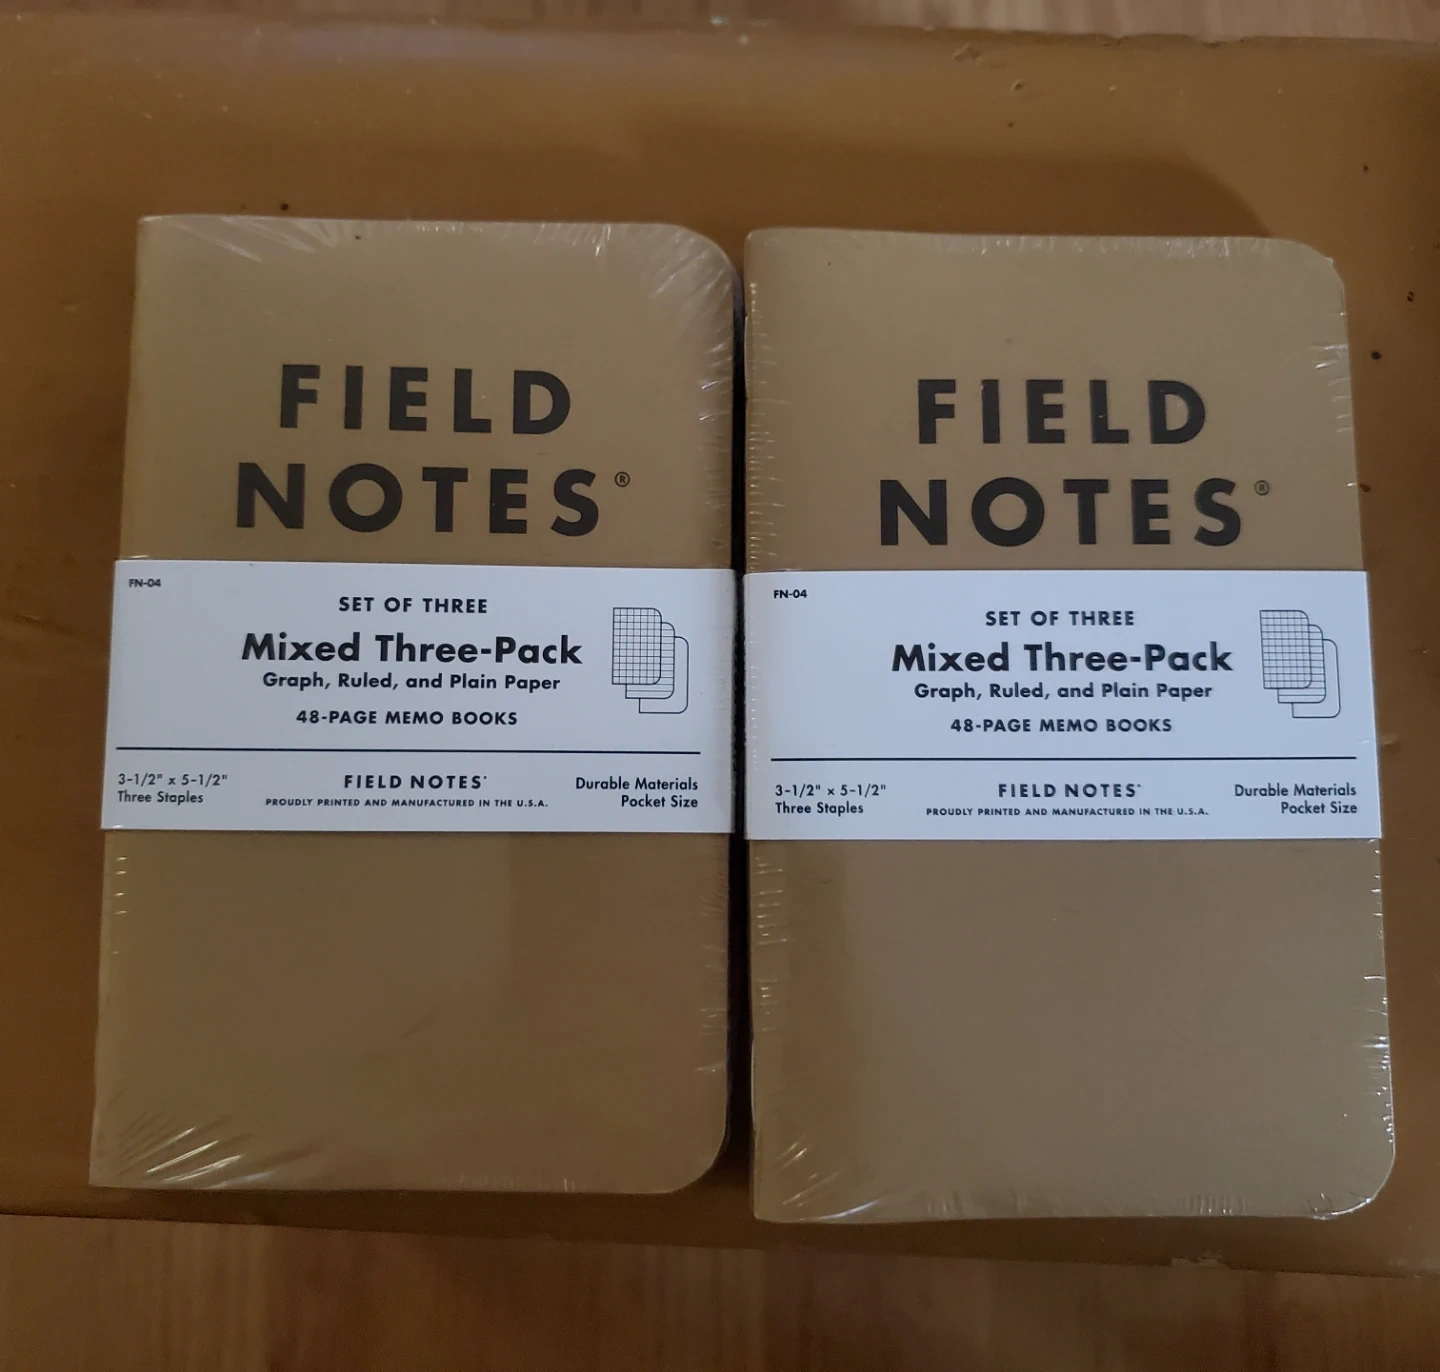 FIELD
NOTES®
FN-04
SET OF THREE
Mixed Three-Pack
Graph, Ruled, and Plain Paper
48-PAGE MEMO BOOKS
3-1/2" x 5-1/2"
Three Staples
FIELD NOTES
PROUDLY PRINTED AND MANUFACTURED IN THE U.S.A.
Durable Materials
Pocket Size
FIELD
NOTES®
FN-04
SET OF THREE
Mixed Three-Pack
Graph, Ruled, and Plain Paper
48-PAGE MEMO BOOKS
3-1/2" x 5-1/2"
Three Staples
FIELD NOTES
PROUDLY PRINTED AND MANUFACTURED IN THE U.S.A.
Durable Materials
Pocket Size